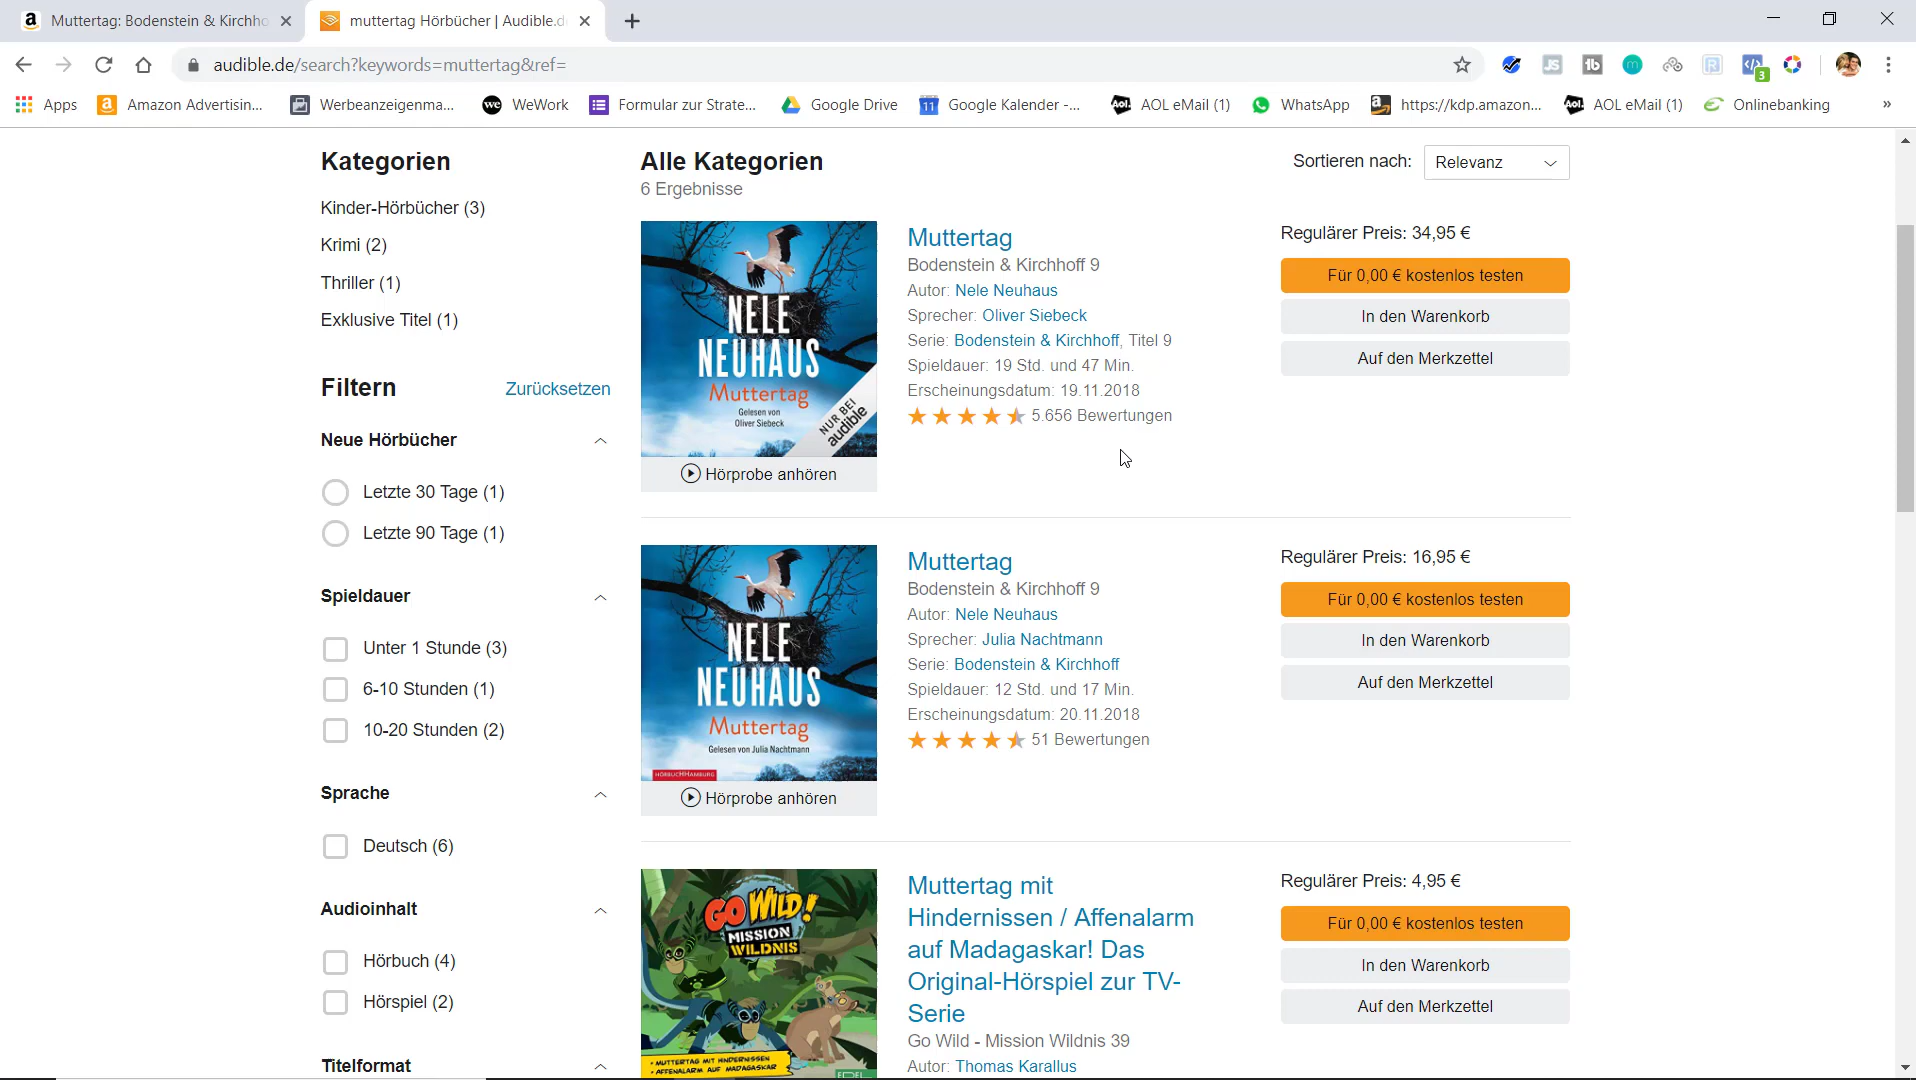 Muttertag: Bodenstein & Kirchho
muttertag Hörbücher | Audible.d
audible.de/search?keywords=muttertag&ref=
3
Apps
Amazon Advertisin...
Werbeanzeigenma...
WeWork
Formular zur Strate...
Google Drive
Google Kalender -...
AOL eMail (1)
WhatsApp
https://kdp.amazon...
AOL eMail (1)
Onlinebanking
»
Kategorien
Kinder-Hörbücher (3)
Krimi (2)
Thriller (1)
Exklusive Titel (1)
Filtern
Zurücksetzen
Neue Hörbücher
Letzte 30 Tage (1)
Letzte 90 Tage (1)
Spieldauer
Unter 1 Stunde (3)
6-10 Stunden (1)
10-20 Stunden (2)
Sprache
Deutsch (6)
Audioinhalt
Hörbuch (4)
Hörspiel (2)
Titelformat
Alle Kategorien
6 Ergebnisse
Sortieren nach:
Relevanz
NELE
NEUHAUS
Muttertag
Gelesen von
Oliver Siebeck
NUR BEI
audible
Hörprobe anhören
Muttertag
Bodenstein & Kirchhoff 9
Autor: Nele Neuhaus
Sprecher: Oliver Siebeck
Serie: Bodenstein & Kirchhoff, Titel 9
Spieldauer: 19 Std. und 47 Min.
Erscheinungsdatum: 19.11.2018
5.656 Bewertungen
Regulärer Preis: 34,95 €
Für 0,00 € kostenlos testen
In den Warenkorb
Auf den Merkzettel
NELE
NEUHAUS
Muttertag
Gelesen von Julia Nachtmann
HÖRBUCHHAMBURG
Hörprobe anhören
Muttertag
Bodenstein & Kirchhoff 9
Autor: Nele Neuhaus
Sprecher: Julia Nachtmann
Serie: Bodenstein & Kirchhoff
Spieldauer: 12 Std. und 17 Min.
Erscheinungsdatum: 20.11.2018
51 Bewertungen
Regulärer Preis: 16,95 €
Für 0,00 € kostenlos testen
In den Warenkorb
Auf den Merkzettel
GO WILD!
MISSION
WILDNIS
• MUTTERTAG MIT HINDERNISSEN
• AFFENALARM AUF MADAGASKAR
EDEL
Muttertag mit
Hindernissen / Affenalarm
auf Madagaskar! Das
Original-Hörspiel zur TV-
Serie
Go Wild - Mission Wildnis 39
Autor: Thomas Karallus
Regulärer Preis: 4,95 €
Für 0,00 € kostenlos testen
In den Warenkorb
Auf den Merkzettel